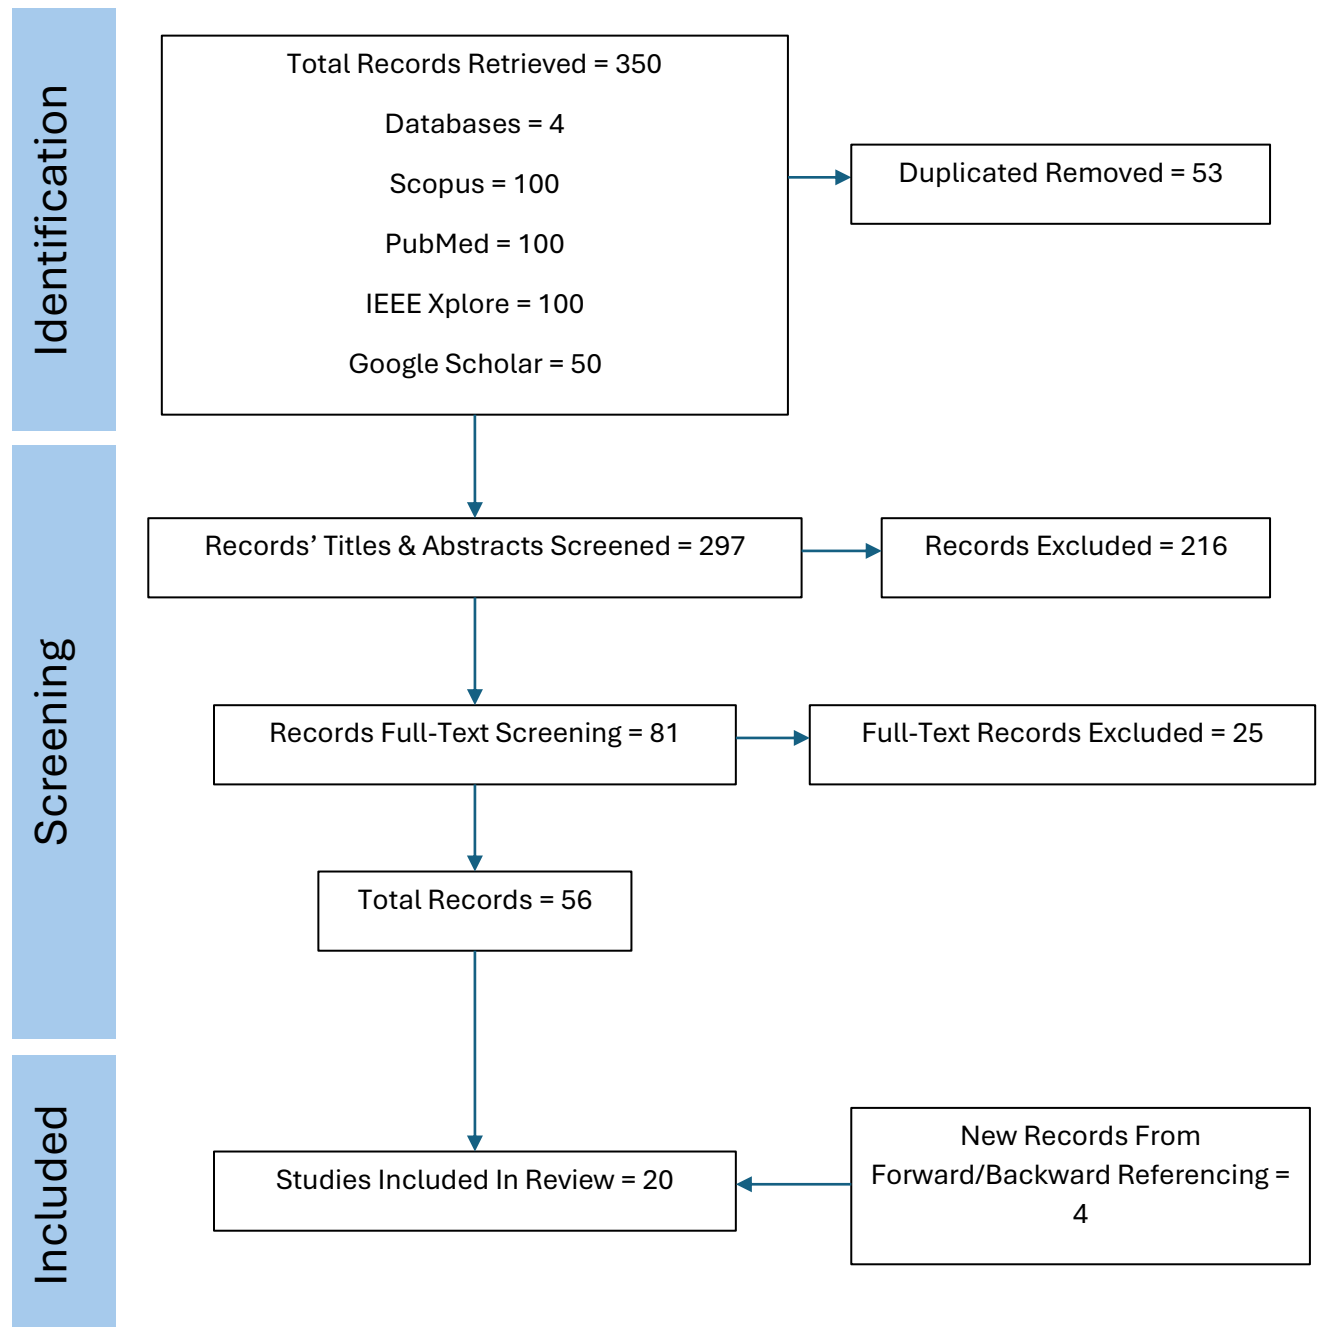 Identification
Total Records Retrieved = 350
Databases = 4
Scopus = 100
PubMed = 100
IEEE Xplore = 100
Google Scholar = 50
Duplicated Removed = 53
Screening
Records’ Titles & Abstracts Screened = 297
Records Excluded = 216
Records Full-Text Screening = 81
Full-Text Records Excluded = 25
Total Records = 56
Included
Studies Included In Review = 20
New Records From
Forward/Backward Referencing =
4